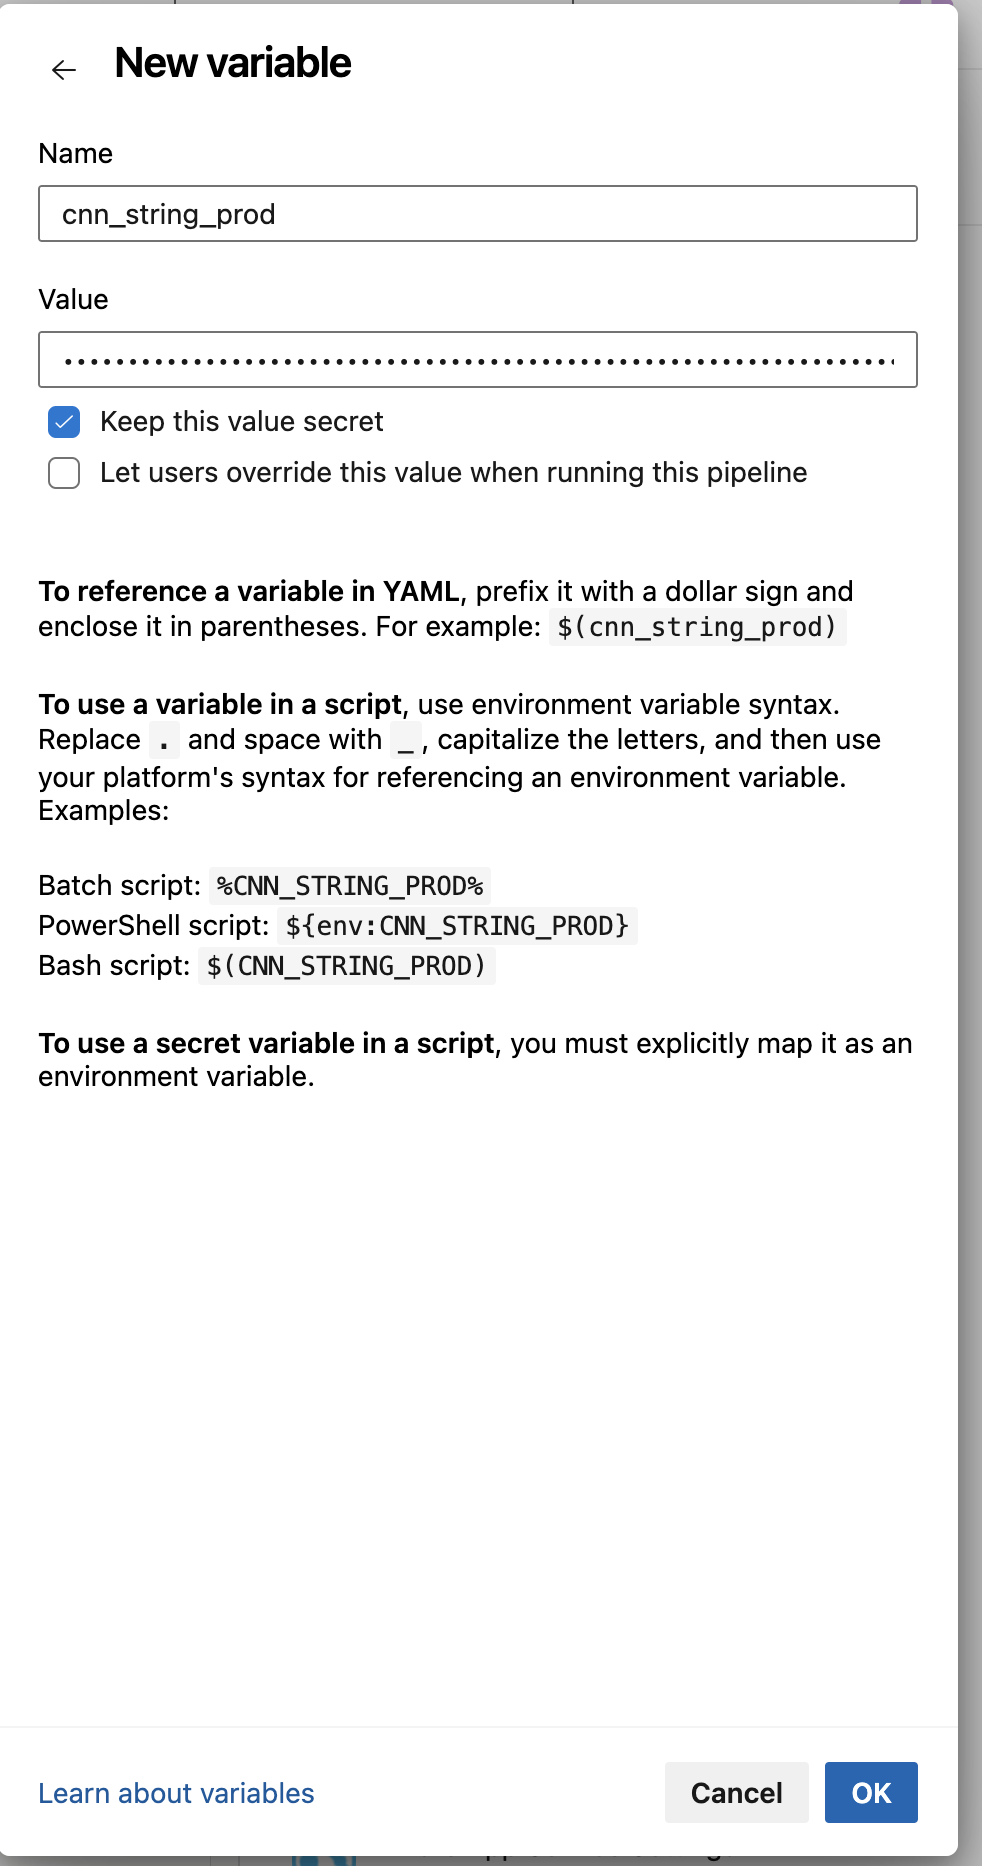 New variable
Name
cnn_string_prod
Value
Keep this value secret
Let users override this value when running this pipeline
To reference a variable in YAML, prefix it with a dollar sign and
enclose it in parentheses. For example: $(cnn_string_prod)
To use a variable in a script, use environment variable syntax.
Replace . and space with _, capitalize the letters, and then use
your platform's syntax for referencing an environment variable.
Examples:
Batch script: %CNN_STRING_PROD%
PowerShell script: ${env:CNN_STRING_PROD}
Bash script: $(CNN_STRING_PROD)
To use a secret variable in a script, you must explicitly map it as an
environment variable.
Learn about variables
Cancel
OK